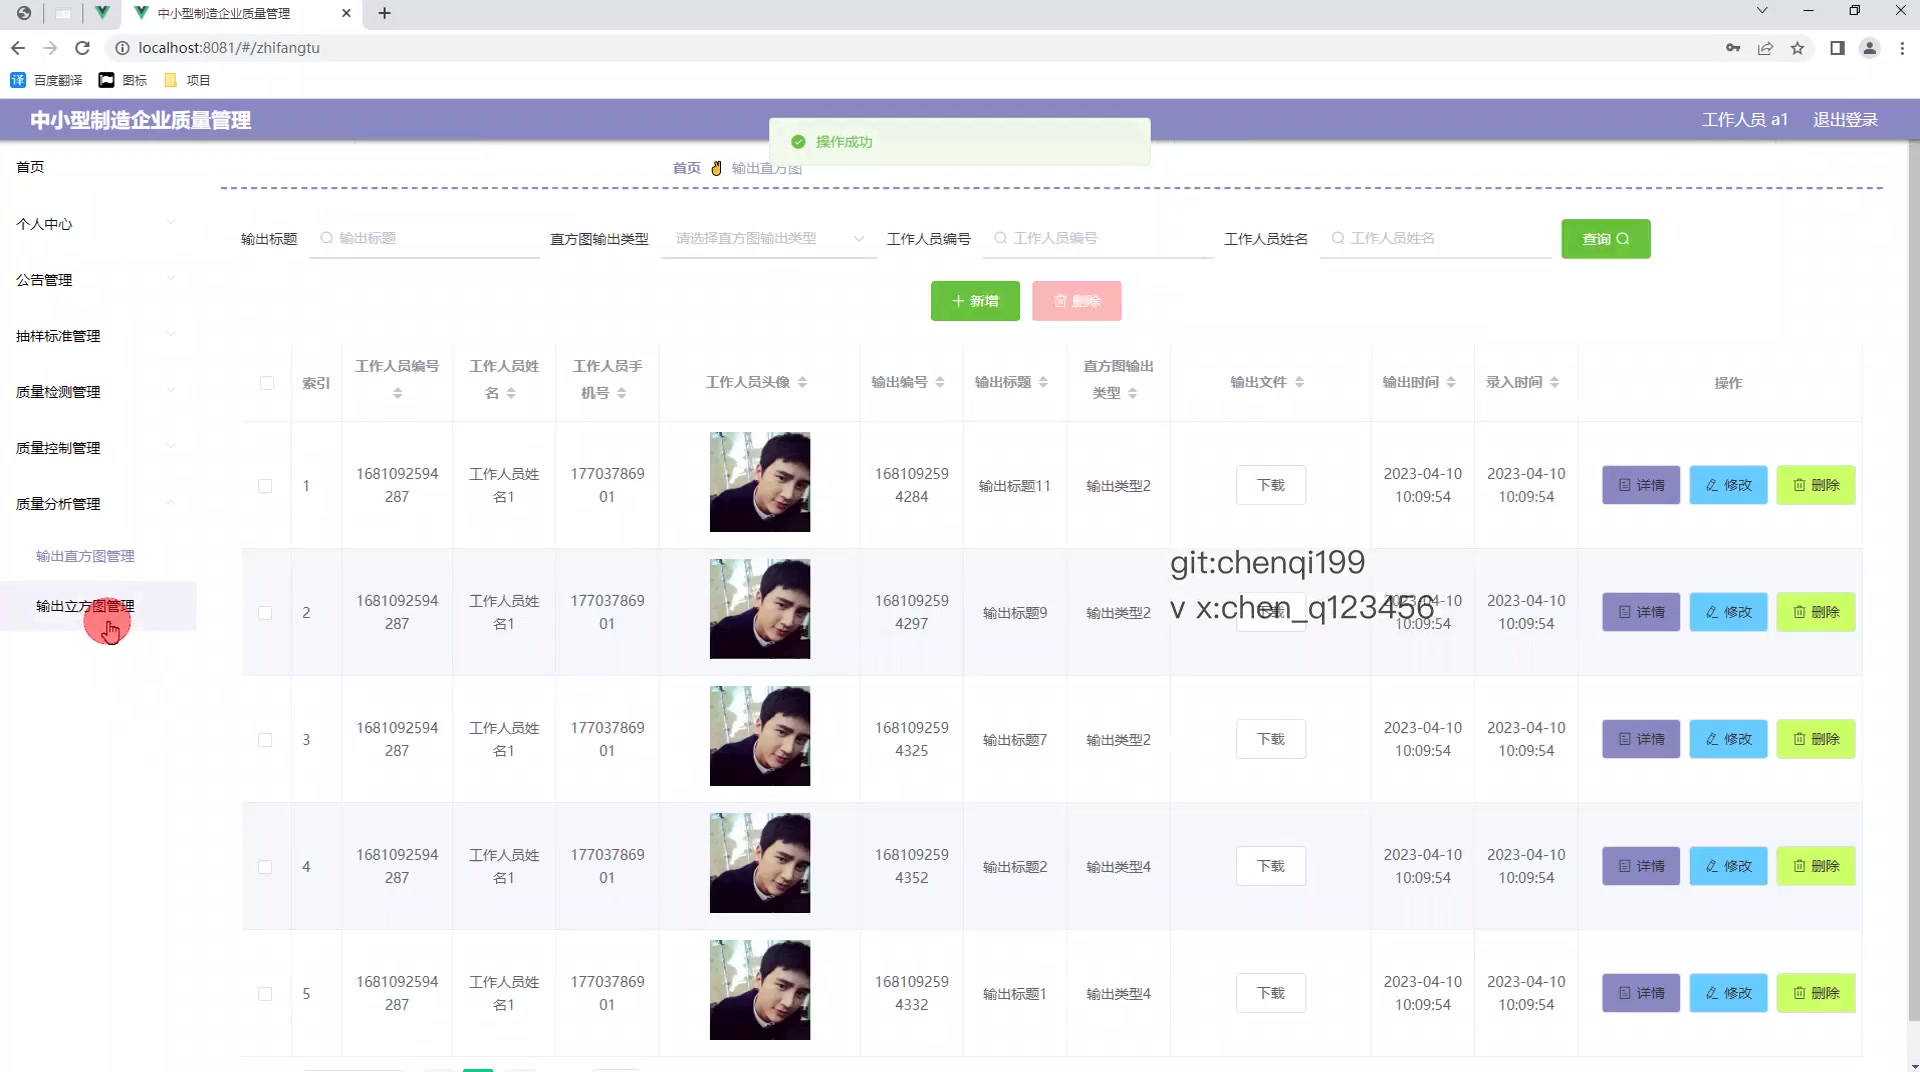 中小型制造企业质量管理
localhost:8081/#/zhifangtu
百度翻译 图标 项目
中小型制造企业质量管理
工作人员 a1 退出登录
操作成功
首页
首页 输出直方图
个人中心
公告管理
抽样标准管理
质量检测管理
质量控制管理
质量分析管理
输出直方图管理
输出立方图管理
输出标题 输出标题 直方图输出类型 请选择直方图输出类型 工作人员编号 工作人员编号 工作人员姓名 工作人员姓名 查询
新增 删除
索引 工作人员编号 工作人员姓名 工作人员手机号 工作人员头像 输出编号 输出标题 直方图输出类型 输出文件 输出时间 录入时间 操作
1 1681092594287 工作人员姓名1 17703786901 1681092594284 输出标题11 输出类型2 下载 2023-04-10 10:09:54 2023-04-10 10:09:54 详情 修改 删除
git:chenqi199
v x:chen_q123456
2 1681092594287 工作人员姓名1 17703786901 1681092594297 输出标题9 输出类型2 2023-04-10 10:09:54 2023-04-10 10:09:54 详情 修改 删除
3 1681092594287 工作人员姓名1 17703786901 1681092594325 输出标题7 输出类型2 下载 2023-04-10 10:09:54 2023-04-10 10:09:54 详情 修改 删除
4 1681092594287 工作人员姓名1 17703786901 1681092594352 输出标题2 输出类型4 下载 2023-04-10 10:09:54 2023-04-10 10:09:54 详情 修改 删除
5 1681092594287 工作人员姓名1 17703786901 1681092594332 输出标题1 输出类型4 下载 2023-04-10 10:09:54 2023-04-10 10:09:54 详情 修改 删除